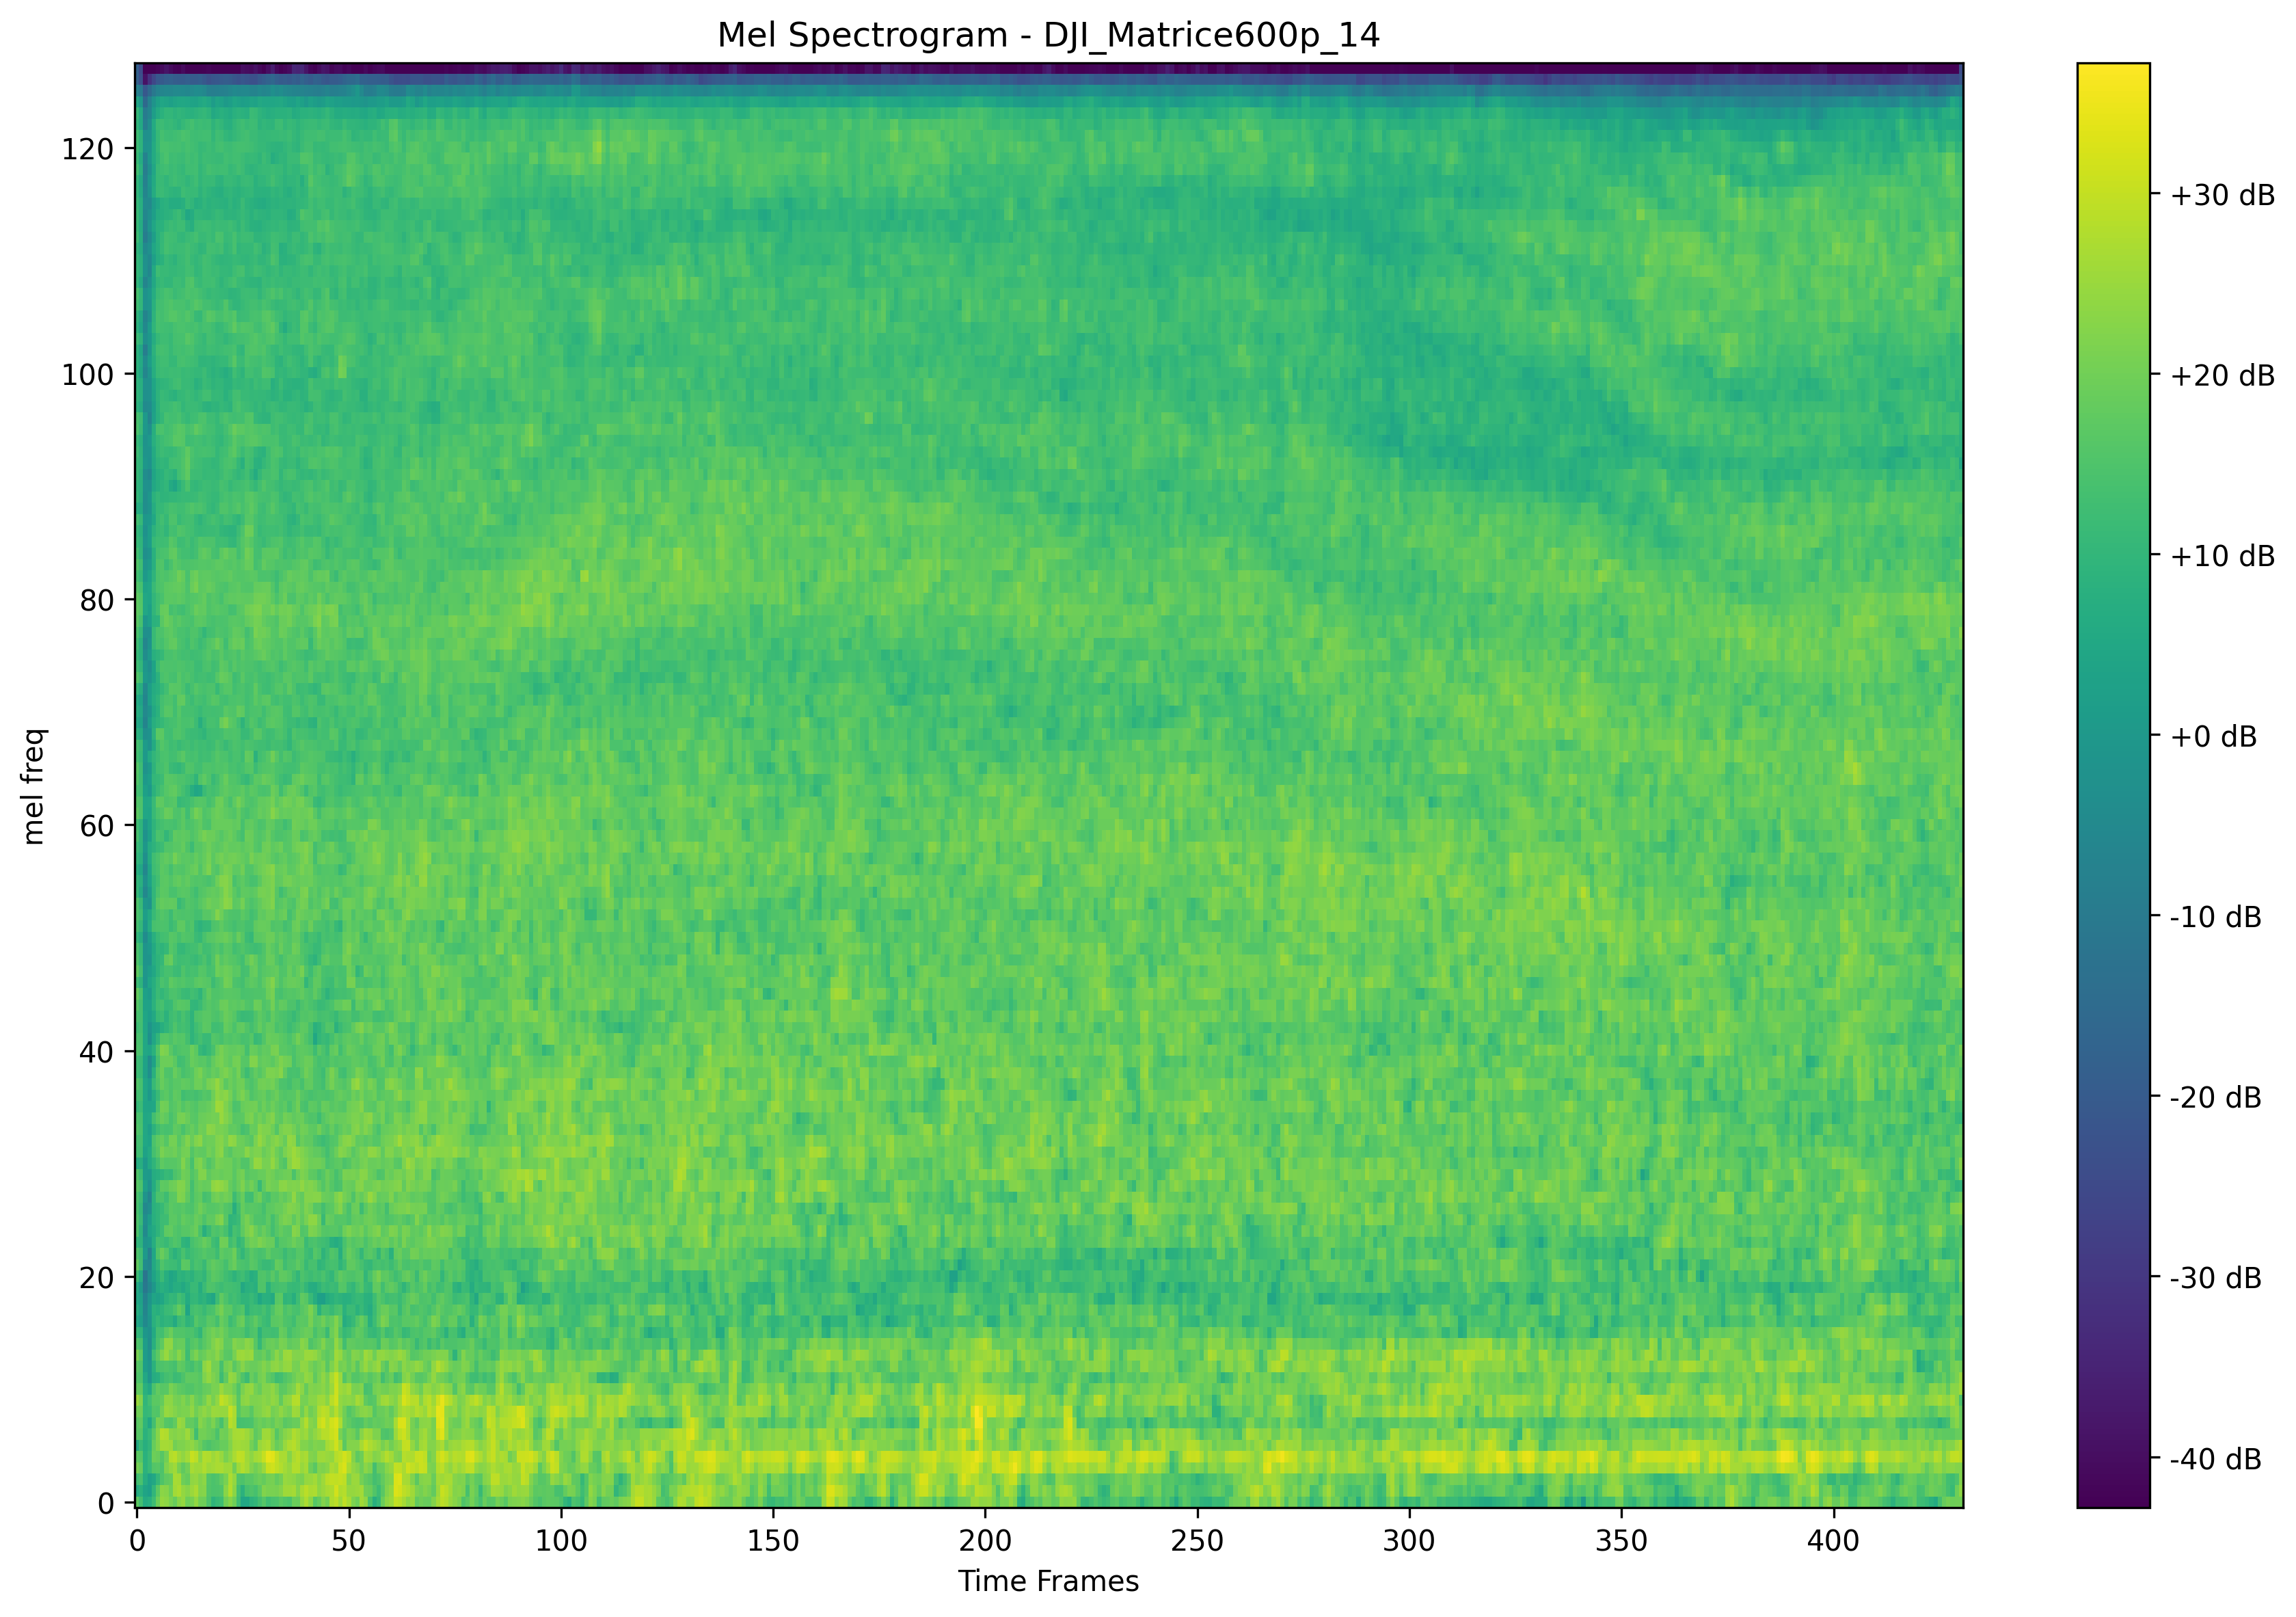 Mel Spectrogram - DJI_Matrice600p_14
mel freq
120
100
80
60
40
20
0
0 50 100 150 200 250 300 350 400
Time Frames
+30 dB
+20 dB
+10 dB
+0 dB
-10 dB
-20 dB
-30 dB
-40 dB